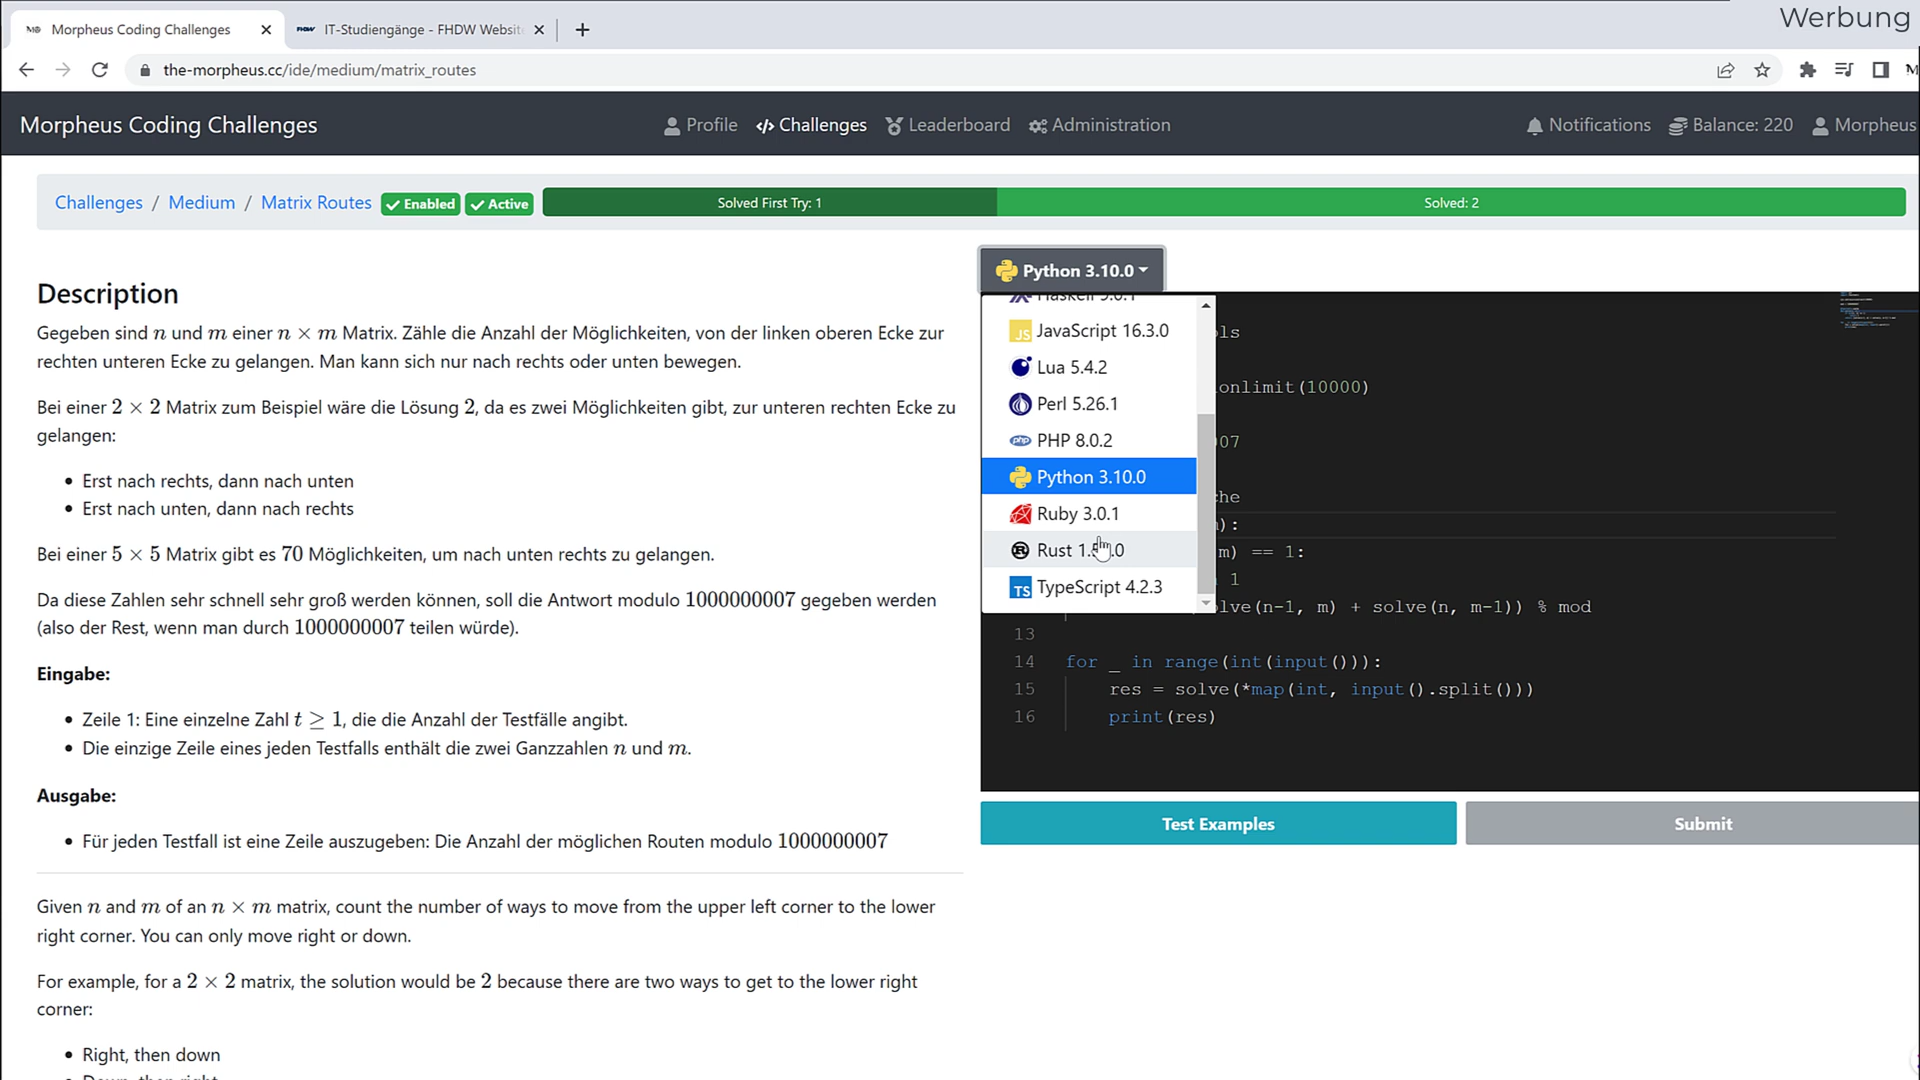 Werbung
Morpheus Coding Challenges
IT-Studiengänge - FHDW Website
the-morpheus.cc/ide/medium/matrix_routes
Morpheus Coding Challenges
Profile
Challenges
Leaderboard
Administration
Notifications
Balance: 220
Morpheus
Challenges / Medium / Matrix Routes
Enabled
Active
Solved First Try: 1
Solved: 2
Description
Gegeben sind n und m einer n × m Matrix. Zähle die Anzahl der Möglichkeiten, von der linken oberen Ecke zur
rechten unteren Ecke zu gelangen. Man kann sich nur nach rechts oder unten bewegen.
Bei einer 2 × 2 Matrix zum Beispiel wäre die Lösung 2, da es zwei Möglichkeiten gibt, zur unteren rechten Ecke zu
gelangen:
Erst nach rechts, dann nach unten
Erst nach unten, dann nach rechts
Bei einer 5 × 5 Matrix gibt es 70 Möglichkeiten, um nach unten rechts zu gelangen.
Da diese Zahlen sehr schnell sehr groß werden können, soll die Antwort modulo 1000000007 gegeben werden
(also der Rest, wenn man durch 1000000007 teilen würde).
Eingabe:
Zeile 1: Eine einzelne Zahl t ≥ 1, die die Anzahl der Testfälle angibt.
Die einzige Zeile eines jeden Testfalls enthält die zwei Ganzzahlen n und m.
Ausgabe:
Für jeden Testfall ist eine Zeile auszugeben: Die Anzahl der möglichen Routen modulo 1000000007
Given n and m of an n × m matrix, count the number of ways to move from the upper left corner to the lower
right corner. You can only move right or down.
For example, for a 2 × 2 matrix, the solution would be 2 because there are two ways to get to the lower right
corner:
Right, then down
Down, then right
Python 3.10.0
Haskell 9.0.1
JavaScript 16.3.0
Lua 5.4.2
Perl 5.26.1
PHP 8.0.2
Python 3.10.0
Ruby 3.0.1
Rust
TypeScript 4.2.3
ls
onlimit(10000)
07
he
):
m) == 1:
1
lve(n-1, m) + solve(n, m-1)) % mod
13
14 for _ in range(int(input())):
15 res = solve(*map(int, input().split()))
16 print(res)
Test Examples
Submit